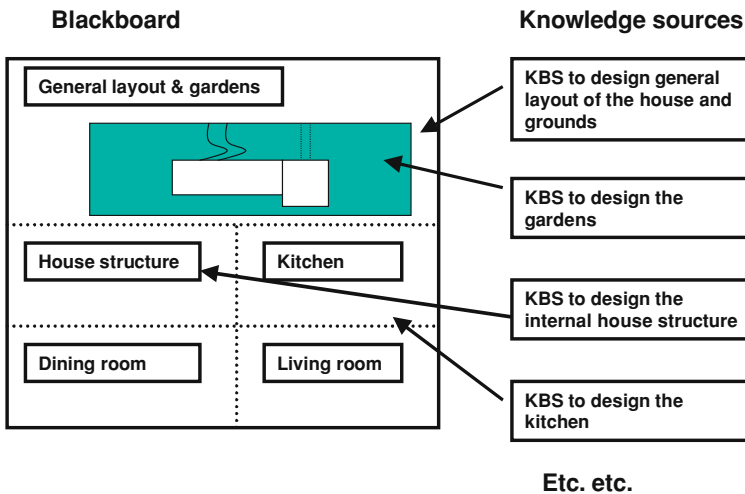 Blackboard
Knowledge sources
General layout & gardens
KBS to design general
layout of the house and
grounds
KBS to design the
gardens
House structure
Kitchen
KBS to design the
internal house structure
Dining room
Living room
KBS to design the
kitchen
Etc. etc.